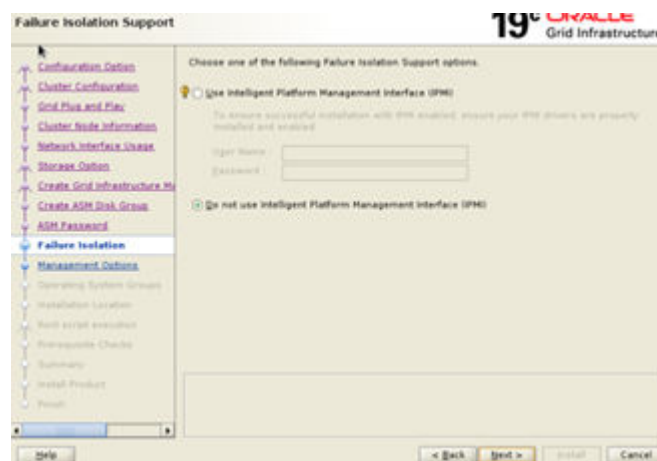 Failure Isolation Support
19c ORACLE
Grid Infrastructure
Configuration Option
Cluster Configuration
Grid Plug and Play
Cluster Node Information
Network Interface Usage
Storage Option
Create Grid Infrastructure Ma
Create ASM Disk Group
ASM Password
Failure Isolation
Management Options
Operating System Groups
Installation Location
Root script execution
Prerequisite Checks
Summary
Install Product
Finish
Choose one of the following Failure Isolation Support options.
Use Intelligent Platform Management Interface (IPMI)
To ensure successful installation with IPMI enabled, ensure your IPMI drivers are properly
installed and enabled.
User Name :
Password :
Do not use Intelligent Platform Management Interface (IPMI)
Help
< Back
Next >
Install
Cancel